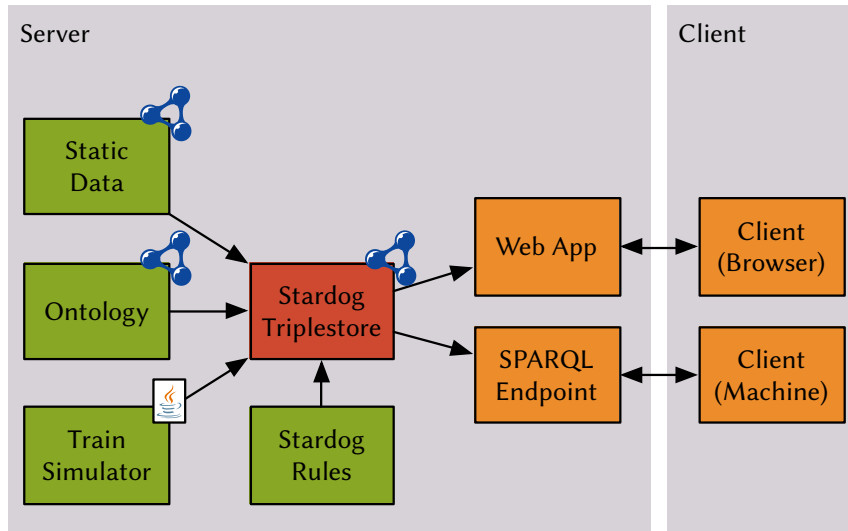 Server
Client
Static
Data
Ontology
Train
Simulator
Stardog
Triplestore
Stardog
Rules
Web App
SPARQL
Endpoint
Client
(Browser)
Client
(Machine)